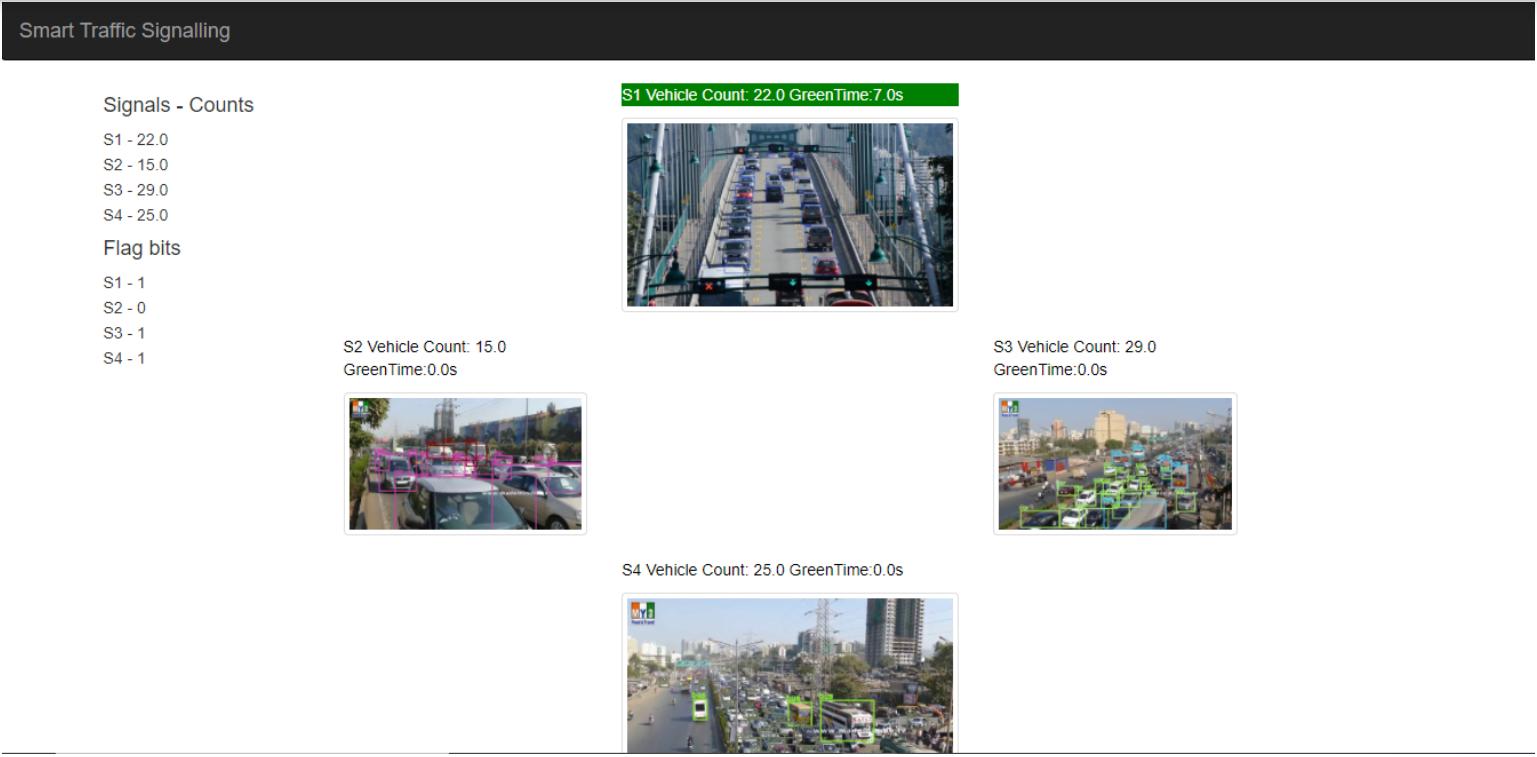 Smart Traffic Signalling
Signals - Counts
S1 - 22.0
S2 - 15.0
S3 - 29.0
S4 - 25.0
Flag bits
S1 - 1
S2 - 0
S3 - 1
S4 - 1
S1 Vehicle Count: 22.0 GreenTime:7.0s
S2 Vehicle Count: 15.0
GreenTime:0.0s
MY3
S3 Vehicle Count: 29.0
GreenTime:0.0s
MY3
S4 Vehicle Count: 25.0 GreenTime:0.0s
MY3